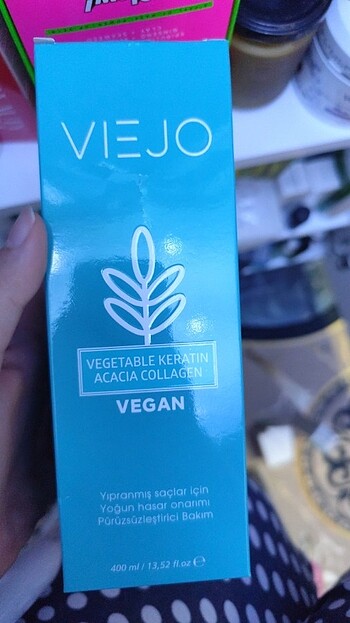 VIEJO
VEGETABLE KERATIN
ACACIA COLLAGEN
VEGAN
Yıpranmış saçlar için
Yoğun hasar onarımı
Pürüzsüzleştirici Bakım
400 ml / 13,52 fl.oz ℮